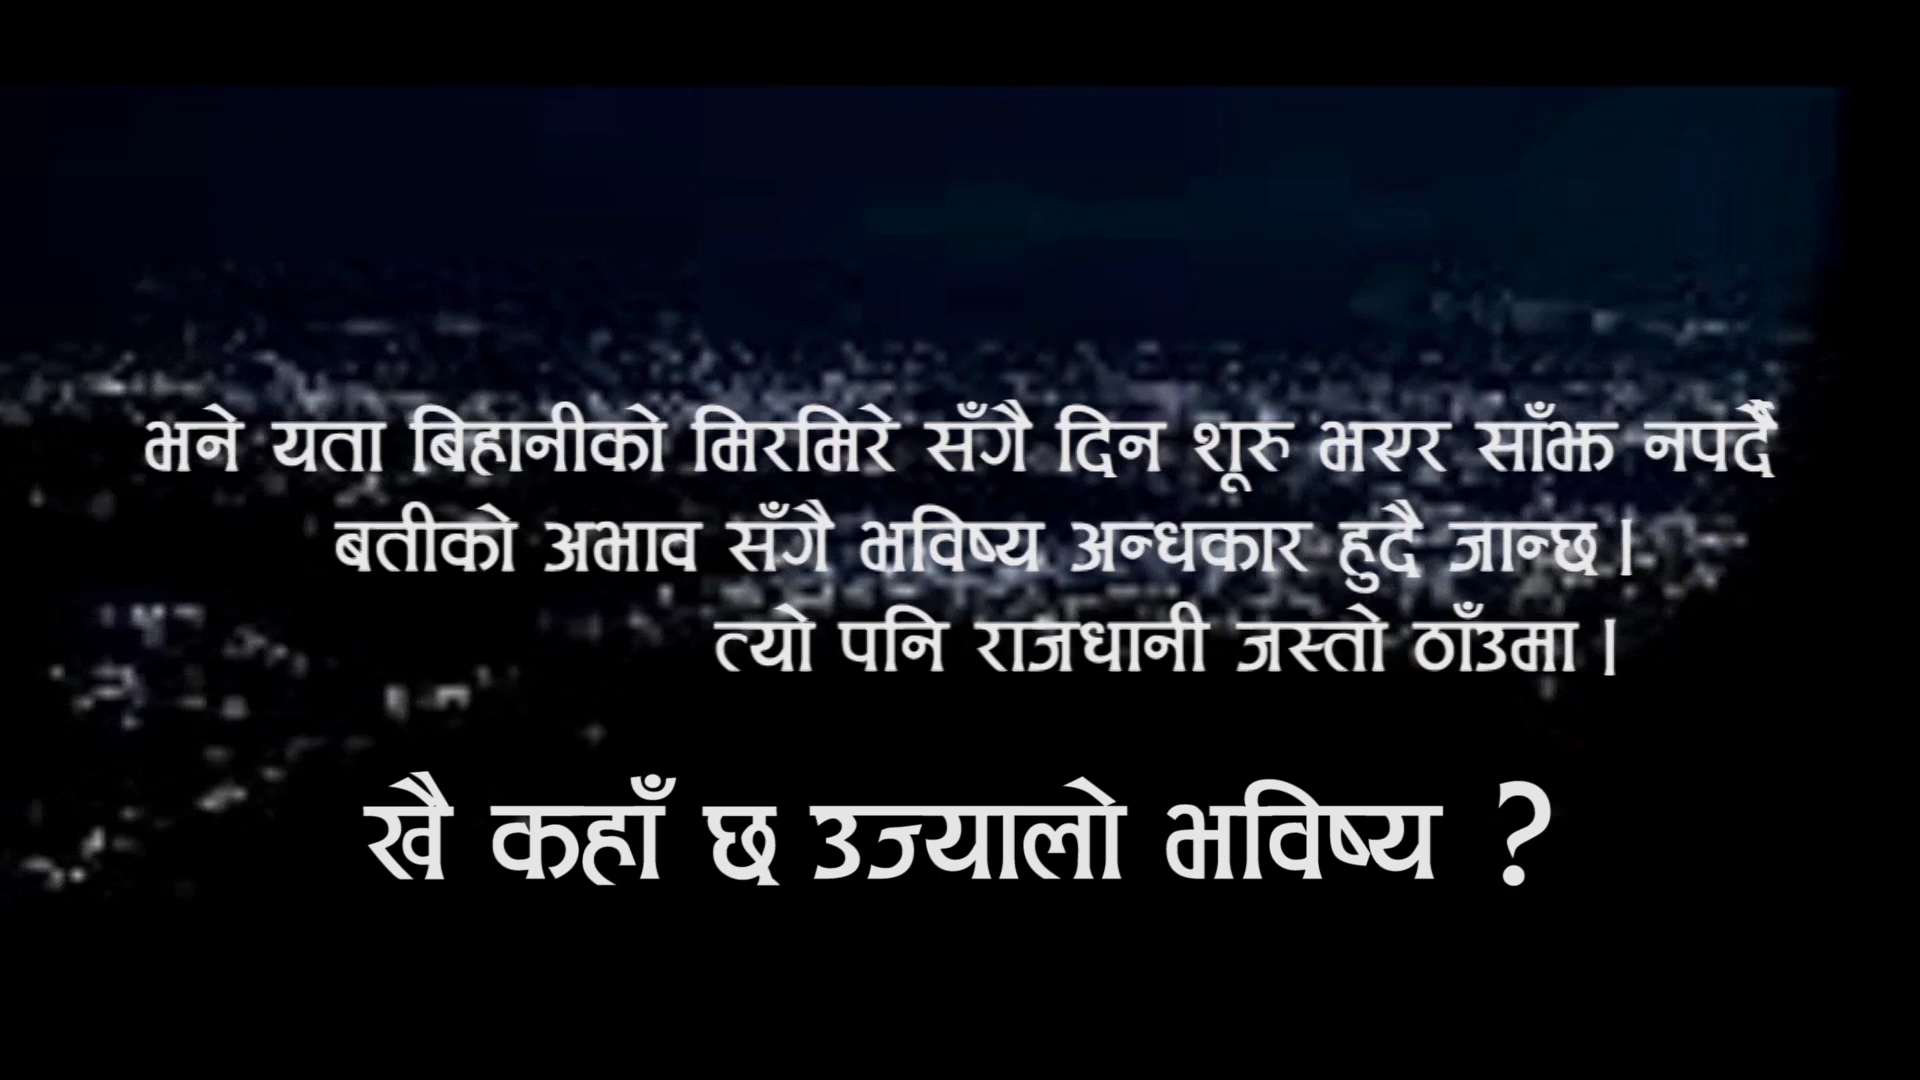 भने यता बिहानीको मिरमिरे सँगै दिन शूरु भएर साँझ नपर्दै
बतीको अभाव सँगै भविष्य अन्धकार हुदै जान्छ ।
त्यो पनि राजधानी जस्तो ठाँउमा ।
खै कहाँ छ उज्यालो भविष्य ?